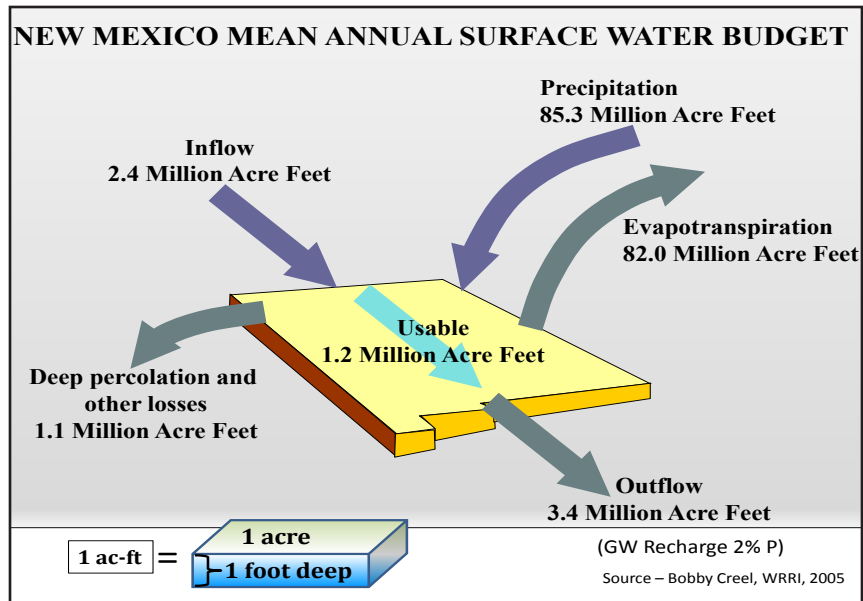 NEW MEXICO MEAN ANNUAL SURFACE WATER BUDGET
Precipitation
85.3 Million Acre Feet
Inflow
2.4 Million Acre Feet
Evapotranspiration
82.0 Million Acre Feet
Usable
1.2 Million Acre Feet
Deep percolation and
other losses
1.1 Million Acre Feet
Outflow
3.4 Million Acre Feet
1 ac-ft =
1 acre
1 foot deep
(GW Recharge 2% P)
Source – Bobby Creel, WRRI, 2005